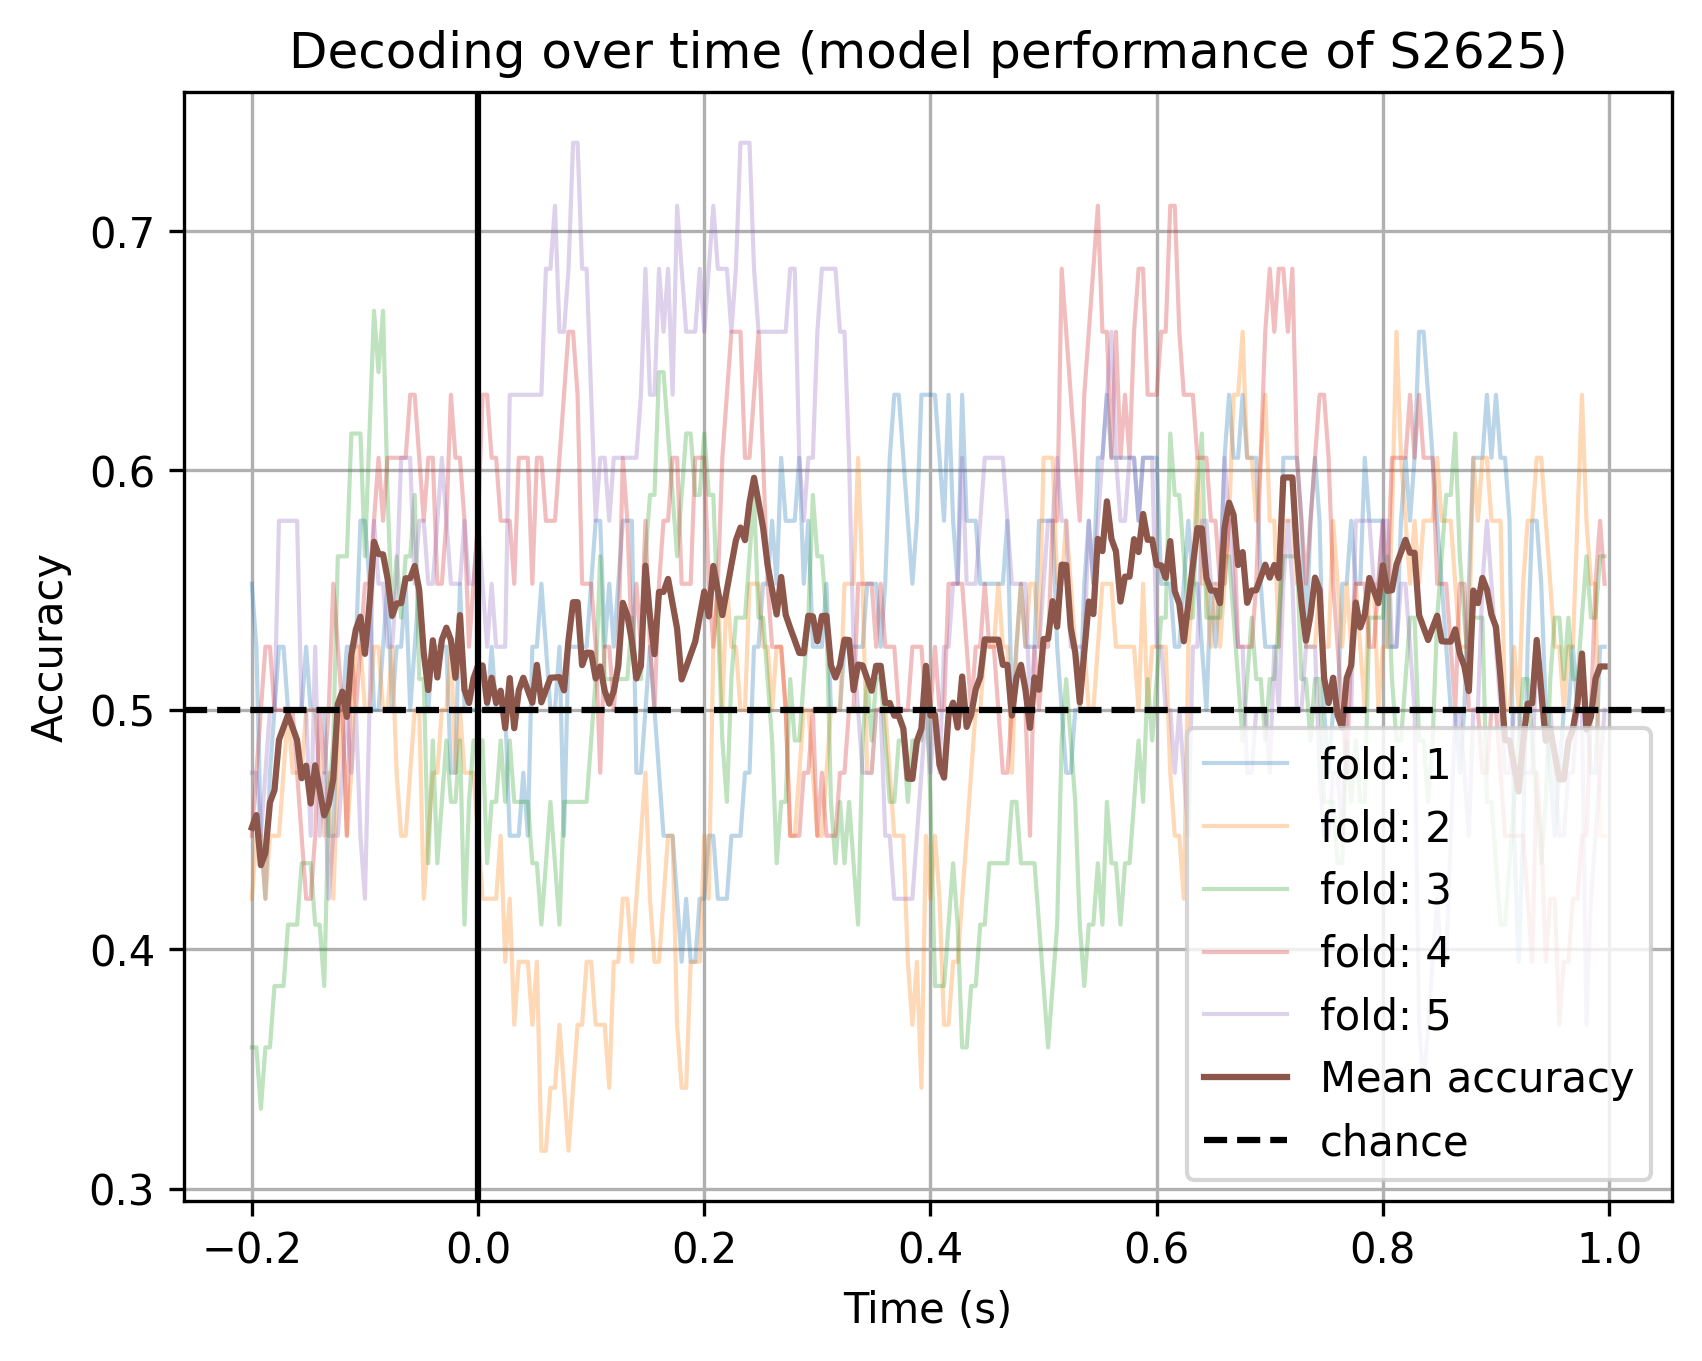 Decoding over time (model performance of S2625)
Accuracy
0.7
0.6
0.5
0.4
0.3
fold: 1
fold: 2
fold: 3
fold: 4
fold: 5
Mean accuracy
chance
−0.2 0.0 0.2 0.4 0.6 0.8 1.0
Time (s)